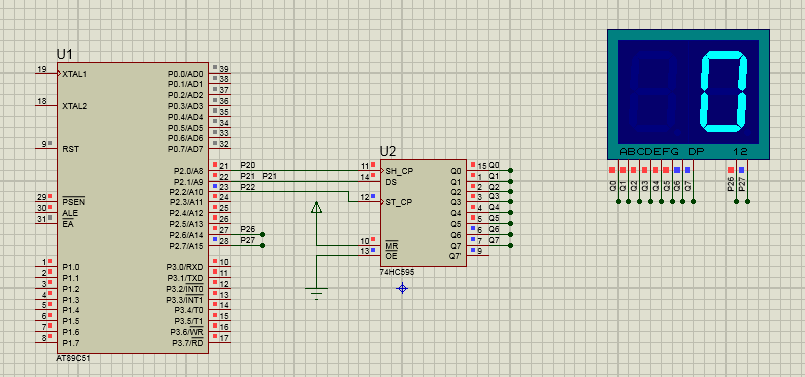 U1
19 XTAL1
18 XTAL2
9 RST
29 PSEN
30 ALE
31 EA
1 P1.0
2 P1.1
3 P1.2
4 P1.3
5 P1.4
6 P1.5
7 P1.6
8 P1.7
P0.0/AD0 39
P0.1/AD1 38
P0.2/AD2 37
P0.3/AD3 36
P0.4/AD4 35
P0.5/AD5 34
P0.6/AD6 33
P0.7/AD7 32
P2.0/A8 21 P20
P2.1/A9 22 P21 P21
P2.2/A10 23 P22
P2.3/A11 24
P2.4/A12 25
P2.5/A13 26
P2.6/A14 27 P26
P2.7/A15 28 P27
P3.0/RXD 10
P3.1/TXD 11
P3.2/INT0 12
P3.3/INT1 13
P3.4/T0 14
P3.5/T1 15
P3.6/WR 16
P3.7/RD 17
AT89C51
U2
11 SH_CP
14 DS
12 ST_CP
10 MR
13 OE
Q0 15 Q0
Q1 1 Q1
Q2 2 Q2
Q3 3 Q3
Q4 4 Q4
Q5 5 Q5
Q6 6 Q6
Q7 7 Q7
Q7' 9
74HC595
0
ABCDEFG DP 12
Q0 Q1 Q2 Q3 Q4 Q5 Q6 Q7 P26 P27